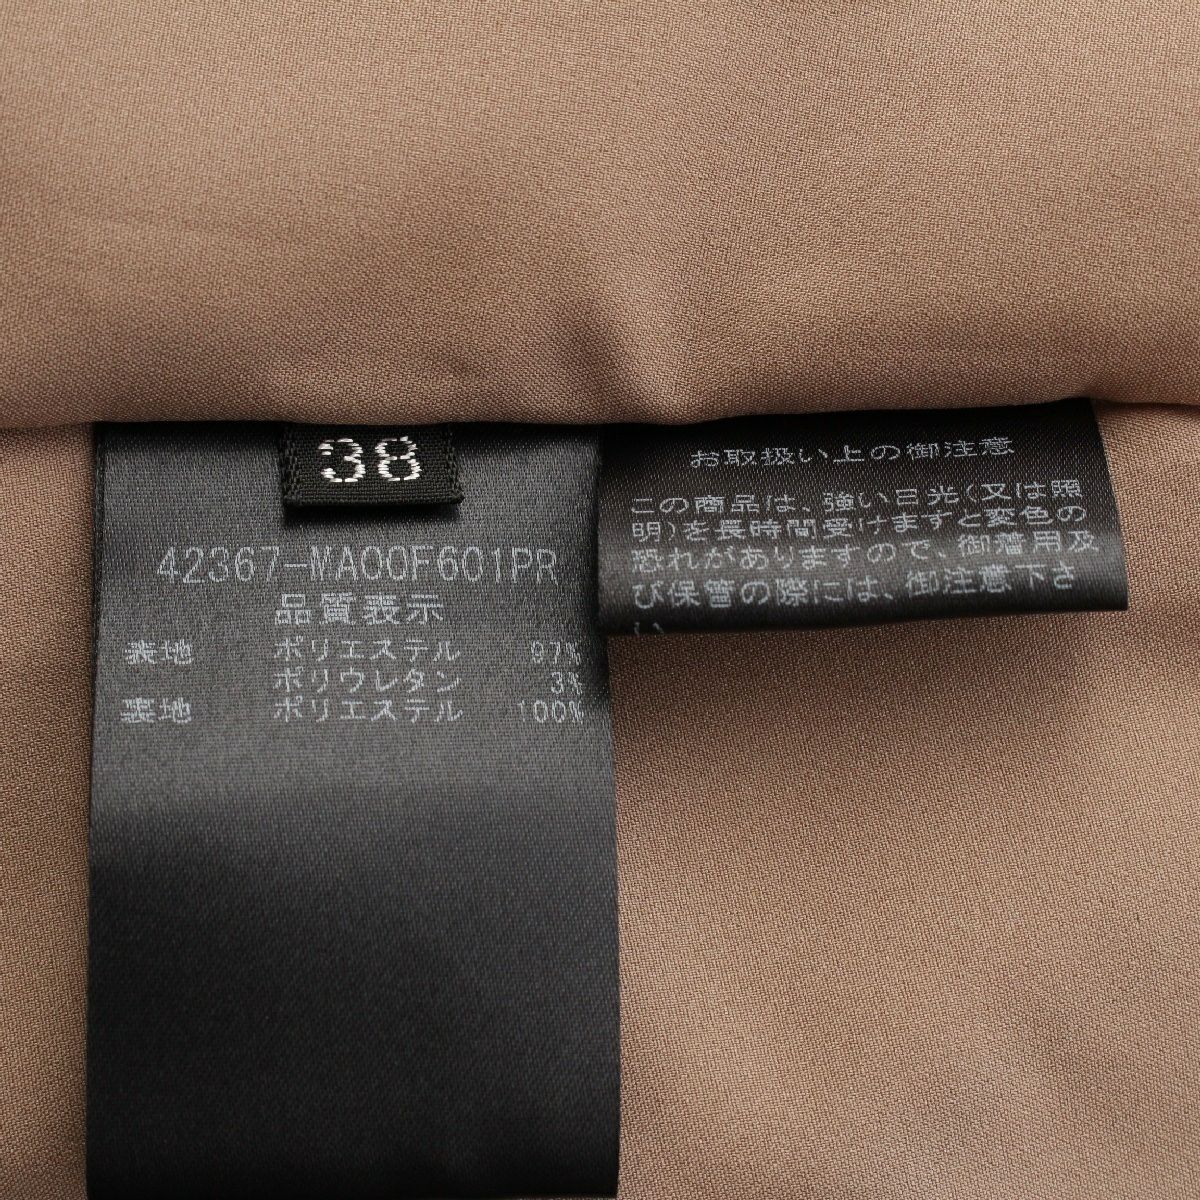 38
42367-MA00F601PR
品質表示
表地 ポリエステル 97%
ポリウレタン 3%
裏地 ポリエステル 100%
お取扱い上の御注意
この商品は、強い日光(又は照
明)を長時間受けますと変色の
恐れがありますので、御着用及
び保管の際には、御注意下さ
い